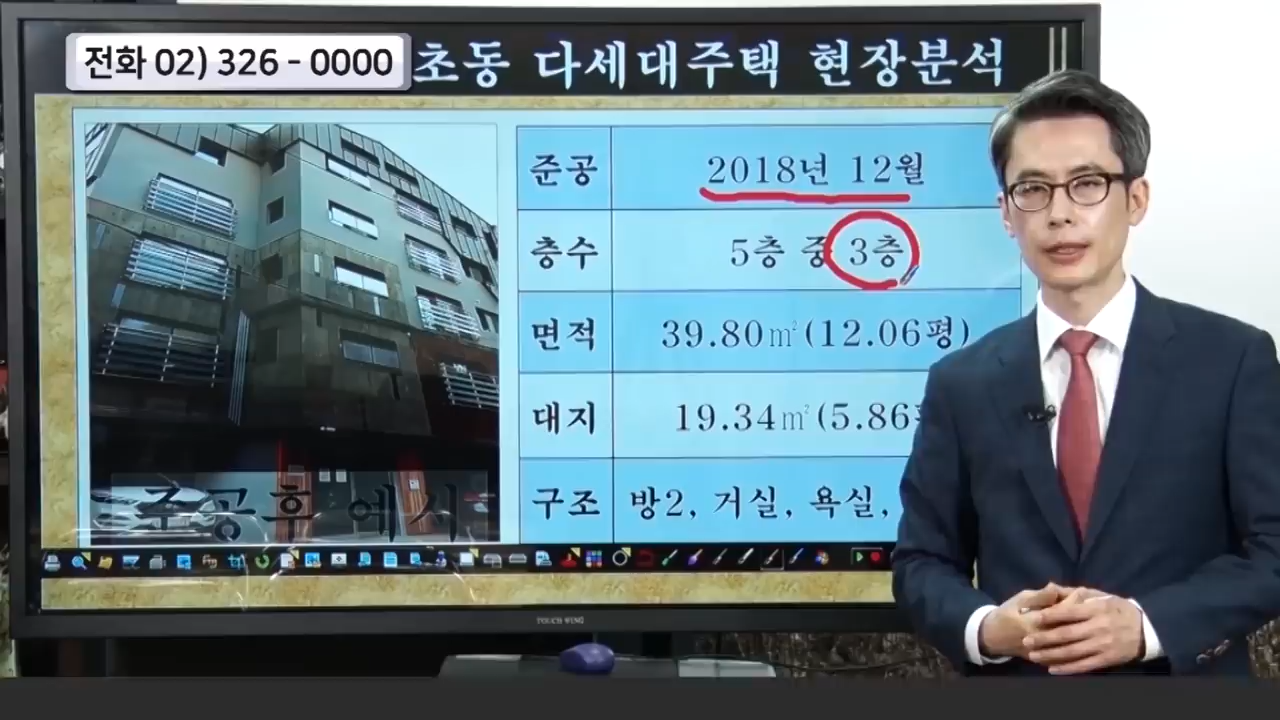 전화 02) 326 - 0000
초동 다세대주택 현장분석
준공 2018년 12월
층수 5층 중 3층
면적 39.80㎡(12.06평)
대지 19.34㎡(5.86
구조 방2, 거실, 욕실,
준공후 예시
TOUCH WING